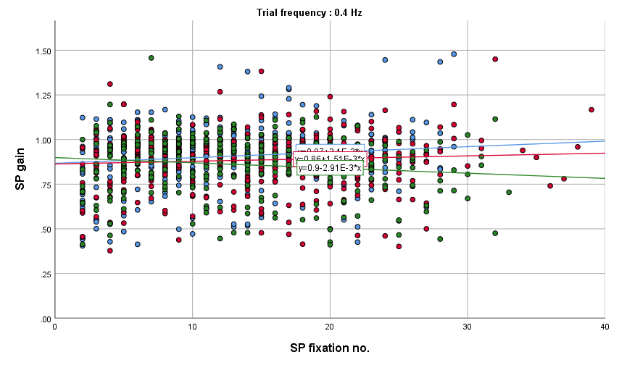 Trial frequency : 0.4 Hz
1.50
1.25
1.00
.75
.50
.25
.00
SP gain
y=0.86+1.51E-3*x
y=0.9-2.91E-3*x
0
10
20
30
40
SP fixation no.